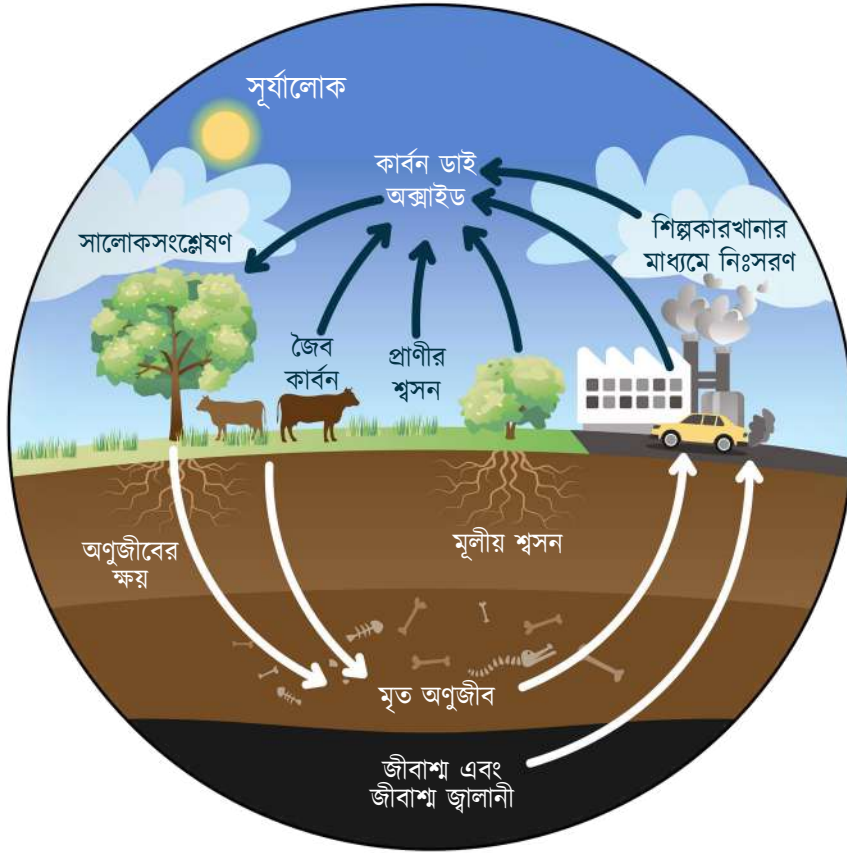 সূর্যালোক
কার্বন ডাই
অক্সাইড
সালোকসংশ্লেষণ
শিল্পকারখানার
মাধ্যমে নিঃসরণ
জৈব
কার্বন
প্রাণীর
শ্বসন
অণুজীবের
ক্ষয়
মূলীয় শ্বসন
মৃত অণুজীব
জীবাশ্ম এবং
জীবাশ্ম জ্বালানী